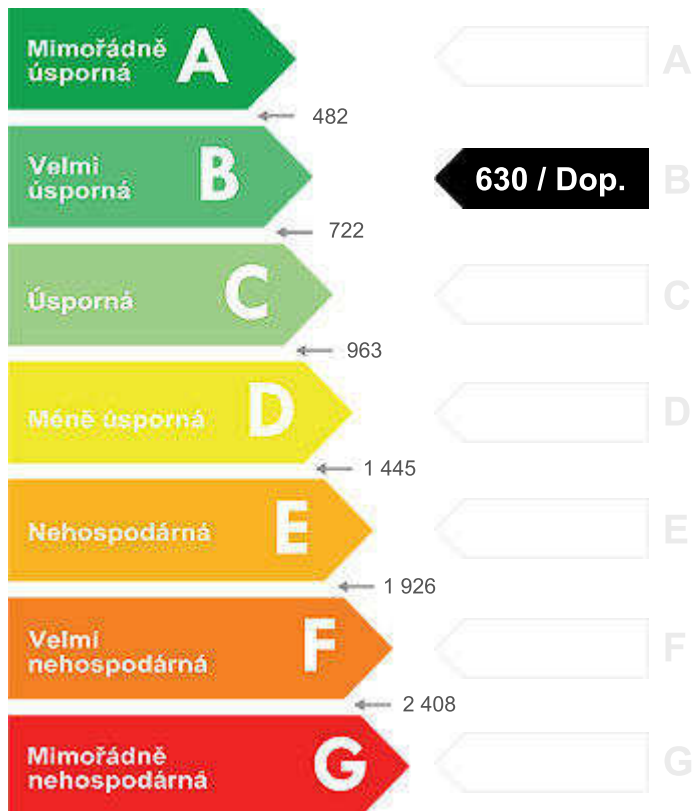 Mimořádně
úsporná
A
A
482
Velmi
úsporná
B
630 / Dop.
B
722
Úsporná
C
C
963
Méně úsporná
D
D
1 445
Nehospodárná
E
E
1 926
Velmi
nehospodárná
F
F
2 408
Mimořádně
nehospodárná
G
G